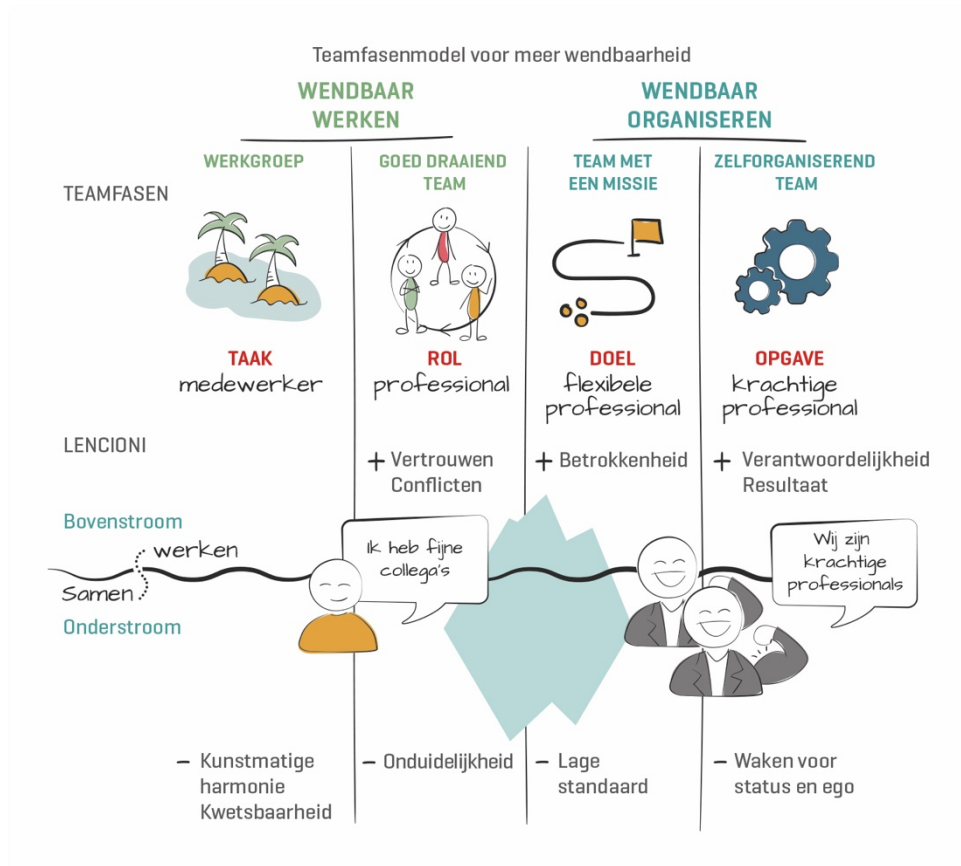 Teamfasenmodel voor meer wendbaarheid
WENDBAAR
WERKEN
WENDBAAR
ORGANISEREN
TEAMFASEN
WERKGROEP
GOED DRAAIEND
TEAM
TEAM MET
EEN MISSIE
ZELFORGANISEREND
TEAM
TAAK
medewerker
ROL
professional
DOEL
flexibele
professional
OPGAVE
krachtige
professional
LENCIONI
+ Vertrouwen
Conflicten
+ Betrokkenheid
+ Verantwoordelijkheid
Resultaat
Bovenstroom
werken
Samen
Onderstroom
Ik heb fijne
collega's
Wij zijn
krachtige
professionals
- Kunstmatige
harmonie
Kwetsbaarheid
- Onduidelijkheid
- Lage
standaard
- Waken voor
status en ego